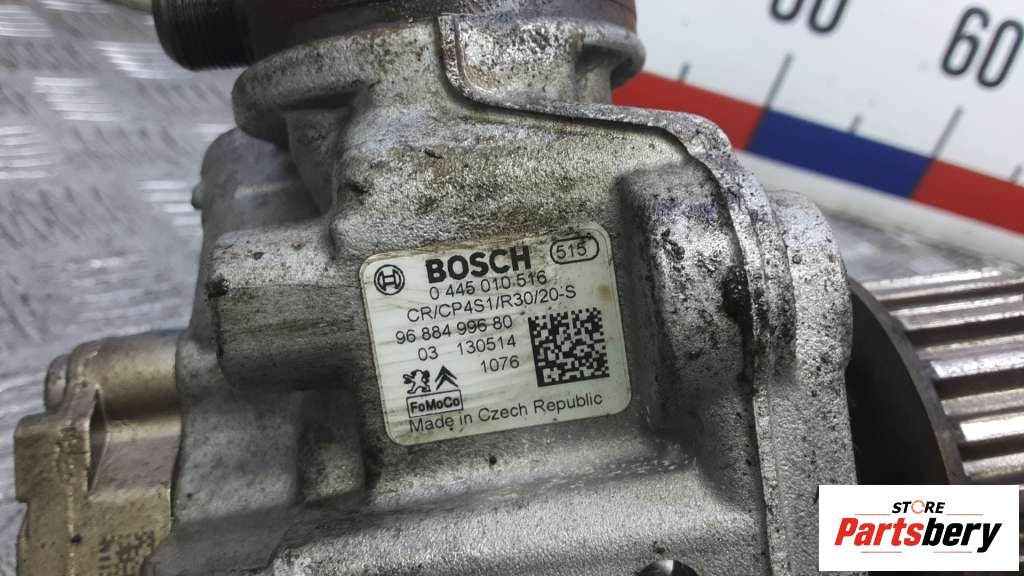 80
60
BOSCH 515
0 445 010 516
CR/CP4S1/R30/20-S
96 884 996 80
03 130514
1076
FoMoCo
Made in Czech Republic
STORE
Partsbery